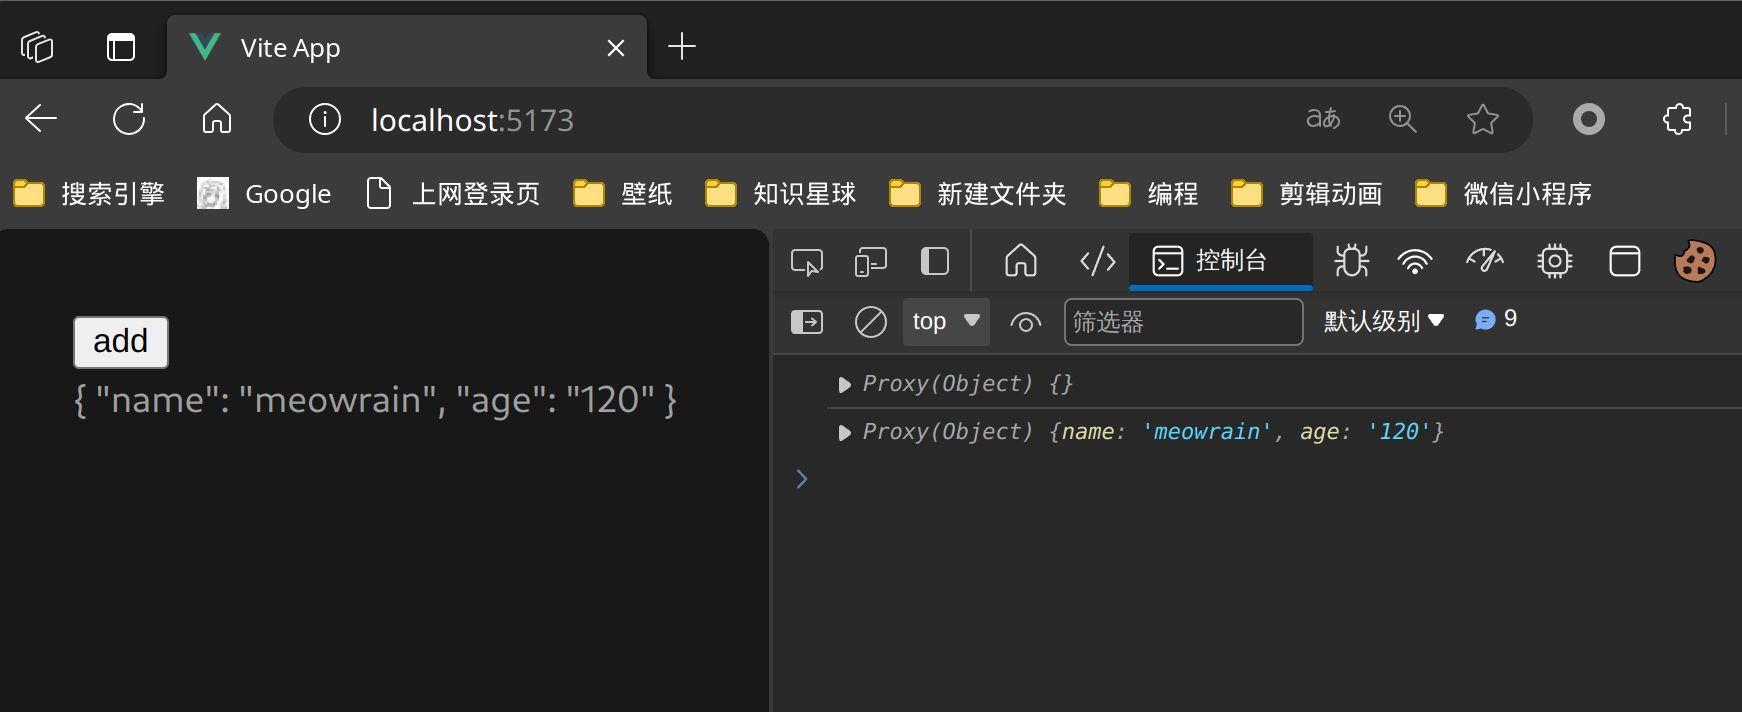 Vite App
localhost:5173
aあ
搜索引擎 Google 上网登录页 壁纸 知识星球 新建文件夹 编程 剪辑动画 微信小程序
控制台
top 筛选器 默认级别 9
add
{ "name": "meowrain", "age": "120" }
Proxy(Object) {}
Proxy(Object) {name: 'meowrain', age: '120'}